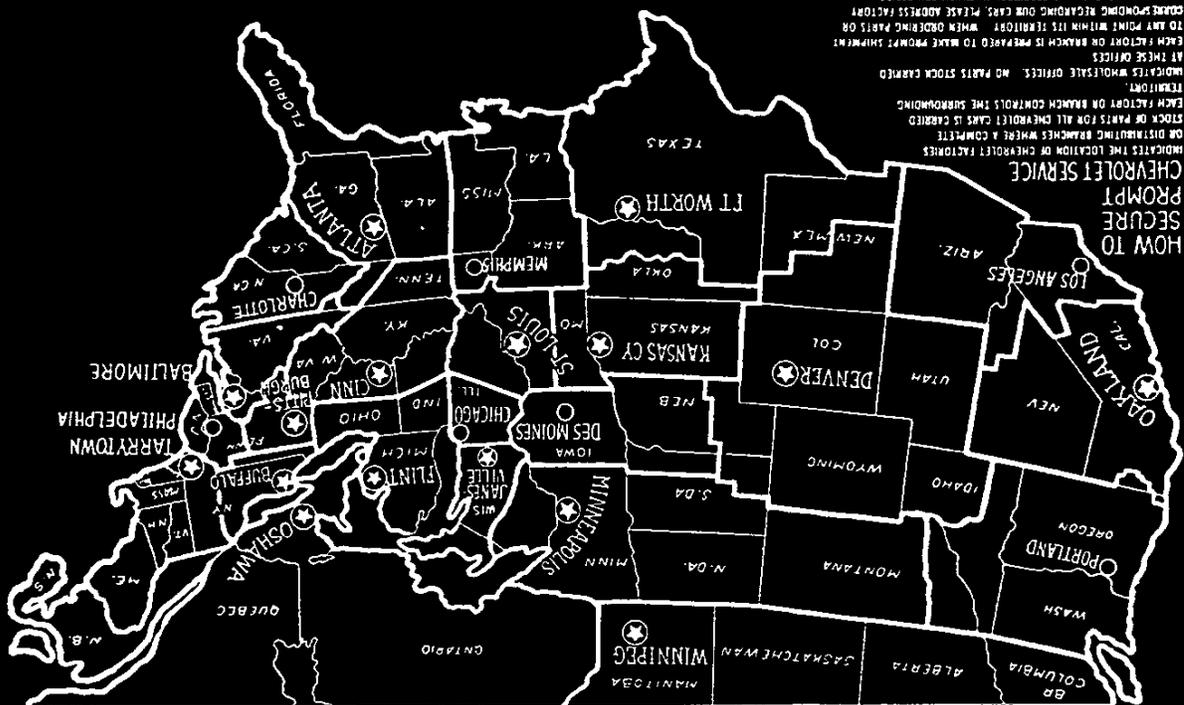 BR
COLUMBIA
ALBERTA
SASKATCHEWAN
MANITOBA
WINNIPEG
ONTARIO
QUEBEC
N.B.
N.S.
WASH
PORTLAND
OREGON
IDAHO
MONTANA
WYOMING
N.DA.
S.DA
MINN
MINNEAPOLIS
WIS
JANES
VILLE
MICH
FLINT
OSHAWA
BUFFALO
N.Y
VT.
N.H.
ME.
MASS
TARRYTOWN
PHILADELPHIA
BALTIMORE
OAKLAND
CAL.
NEV
UTAH
DENVER
COL
NEB
IOWA
DES MOINES
CHICAGO
ILL
IND
OHIO
PENN
PITTS-
BURGH
N.J.
CINN
W VA
VA.
KANSAS CY
KANSAS
MO
ST. LOUIS
KY.
TENN.
CHARLOTTE
N CA
S.CA
LOS ANGELES
ARIZ.
NEW MEX
OKLA
FT WORTH
TEXAS
MEMPHIS
ARK.
LA.
MISS
ALA.
ATLANTA
GA.
FLORIDA
HOW TO
SECURE
PROMPT
CHEVROLET SERVICE
INDICATES THE LOCATION OF CHEVROLET FACTORIES
OR DISTRIBUTING BRANCHES WHERE A COMPLETE
STOCK OF PARTS FOR ALL CHEVROLET CARS IS CARRIED
EACH FACTORY OR BRANCH CONTROLS THE SURROUNDING
TERRITORY.
INDICATES WHOLESALE OFFICES. NO PARTS STOCK CARRIED
AT THESE OFFICES
EACH FACTORY OR BRANCH IS PREPARED TO MAKE PROMPT SHIPMENT
TO ANY POINT WITHIN ITS TERRITORY WHEN ORDERING PARTS OR
CORRESPONDING REGARDING OUR CARS, PLEASE ADDRESS FACTORY